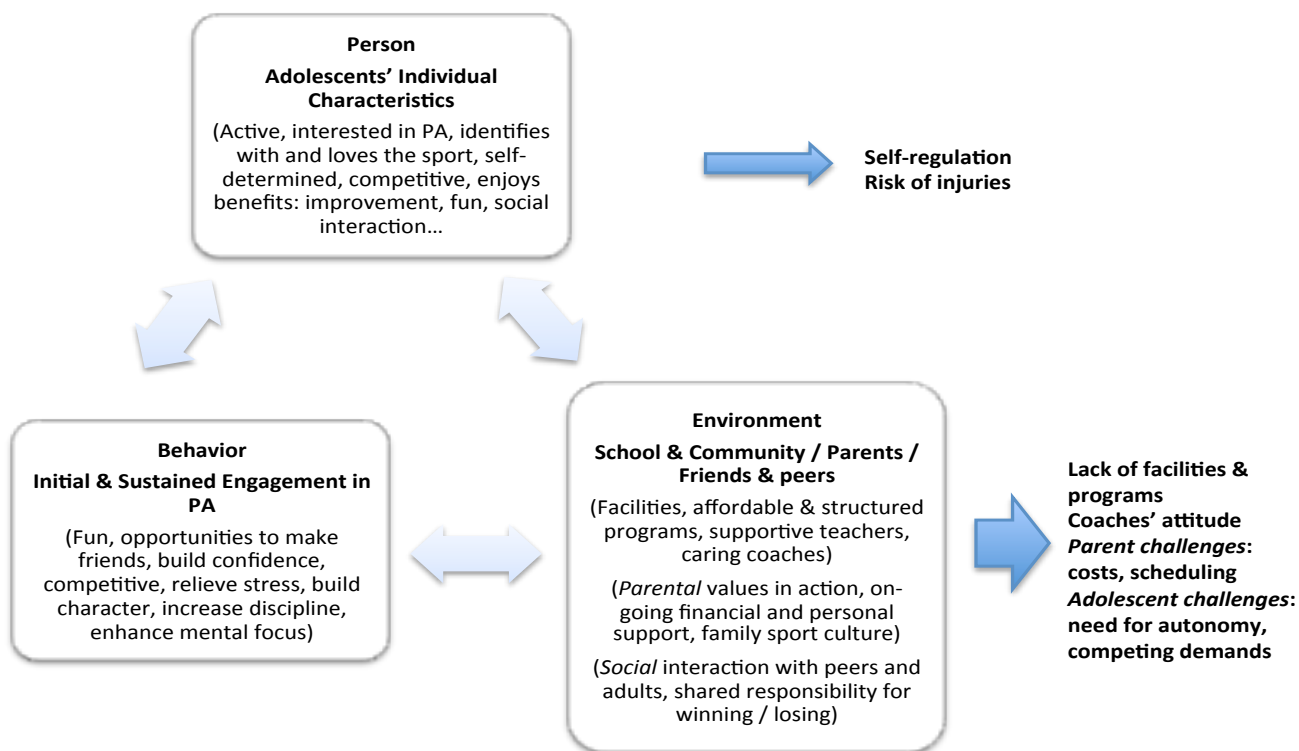 Person
Adolescents’ Individual
Characteristics
(Active, interested in PA, identifies
with and loves the sport, self-
determined, competitive, enjoys
benefits: improvement, fun, social
interaction…
Self-regulation
Risk of injuries
Behavior
Initial & Sustained Engagement in
PA
(Fun, opportunities to make
friends, build confidence,
competitive, relieve stress, build
character, increase discipline,
enhance mental focus)
Environment
School & Community / Parents /
Friends & peers
(Facilities, affordable & structured
programs, supportive teachers,
caring coaches)
(Parental values in action, on-
going financial and personal
support, family sport culture)
(Social interaction with peers and
adults, shared responsibility for
winning / losing)
Lack of facilities &
programs
Coaches’ attitude
Parent challenges:
costs, scheduling
Adolescent challenges:
need for autonomy,
competing demands